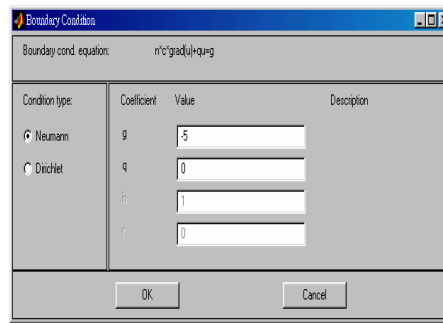 Boundary Condition
Boundary cond. equation: n*c*grad(u)+qu=g
Condition type: Coefficient Value Description
Neumann g -5
Dirichlet q 0
h 1
r 0
OK Cancel